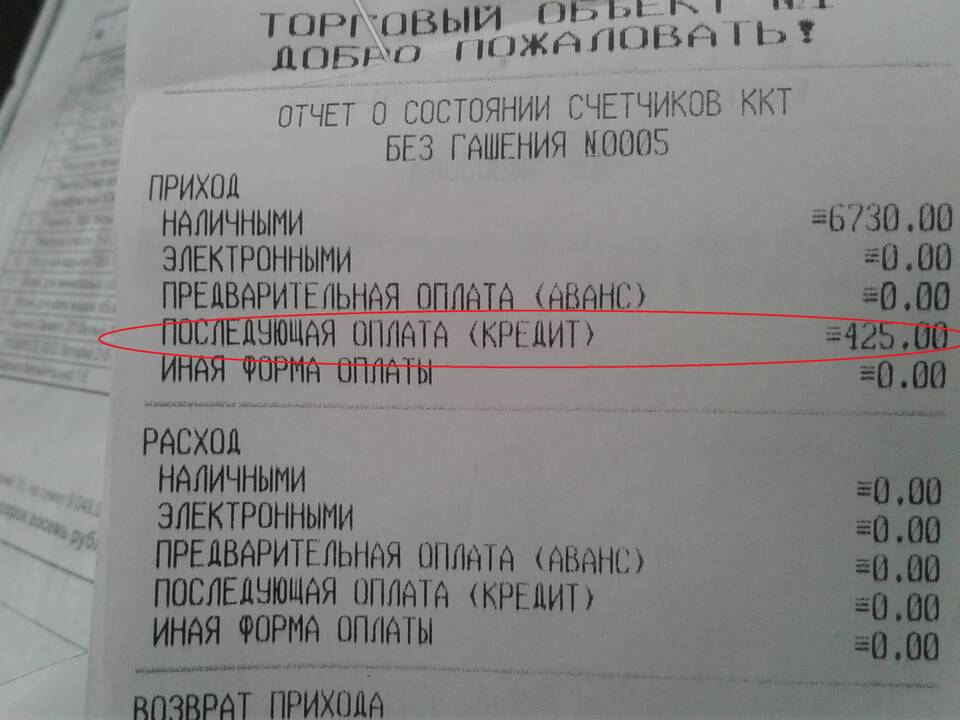 ТОРГОВЫЙ ОБЪЕКТ №1
ДОБРО ПОЖАЛОВАТЬ!
ОТЧЕТ О СОСТОЯНИИ СЧЕТЧИКОВ ККТ
БЕЗ ГАШЕНИЯ №0005
ПРИХОД
НАЛИЧНЫМИ ≡6730.00
ЭЛЕКТРОННЫМИ ≡0.00
ПРЕДВАРИТЕЛЬНАЯ ОПЛАТА (АВАНС) ≡0.00
ПОСЛЕДУЮЩАЯ ОПЛАТА (КРЕДИТ) ≡425.00
ИНАЯ ФОРМА ОПЛАТЫ ≡0.00
РАСХОД
НАЛИЧНЫМИ ≡0.00
ЭЛЕКТРОННЫМИ ≡0.00
ПРЕДВАРИТЕЛЬНАЯ ОПЛАТА (АВАНС) ≡0.00
ПОСЛЕДУЮЩАЯ ОПЛАТА (КРЕДИТ) ≡0.00
ИНАЯ ФОРМА ОПЛАТЫ ≡0.00
ВОЗВРАТ ПРИХОДА